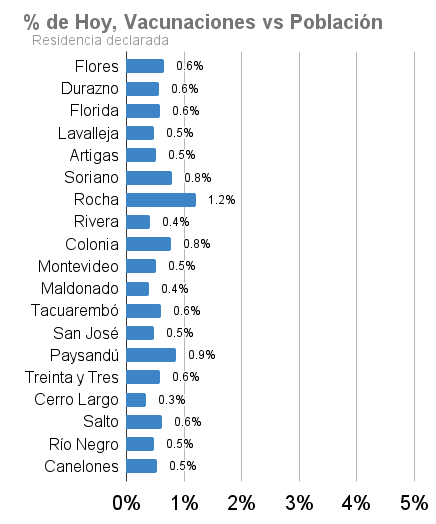 % de Hoy, Vacunaciones vs Población
Residencia declarada
Flores 0.6%
Durazno 0.6%
Florida 0.6%
Lavalleja 0.5%
Artigas 0.5%
Soriano 0.8%
Rocha 1.2%
Rivera 0.4%
Colonia 0.8%
Montevideo 0.5%
Maldonado 0.4%
Tacuarembó 0.6%
San José 0.5%
Paysandú 0.9%
Treinta y Tres 0.6%
Cerro Largo 0.3%
Salto 0.6%
Río Negro 0.5%
Canelones 0.5%
0% 1% 2% 3% 4% 5%